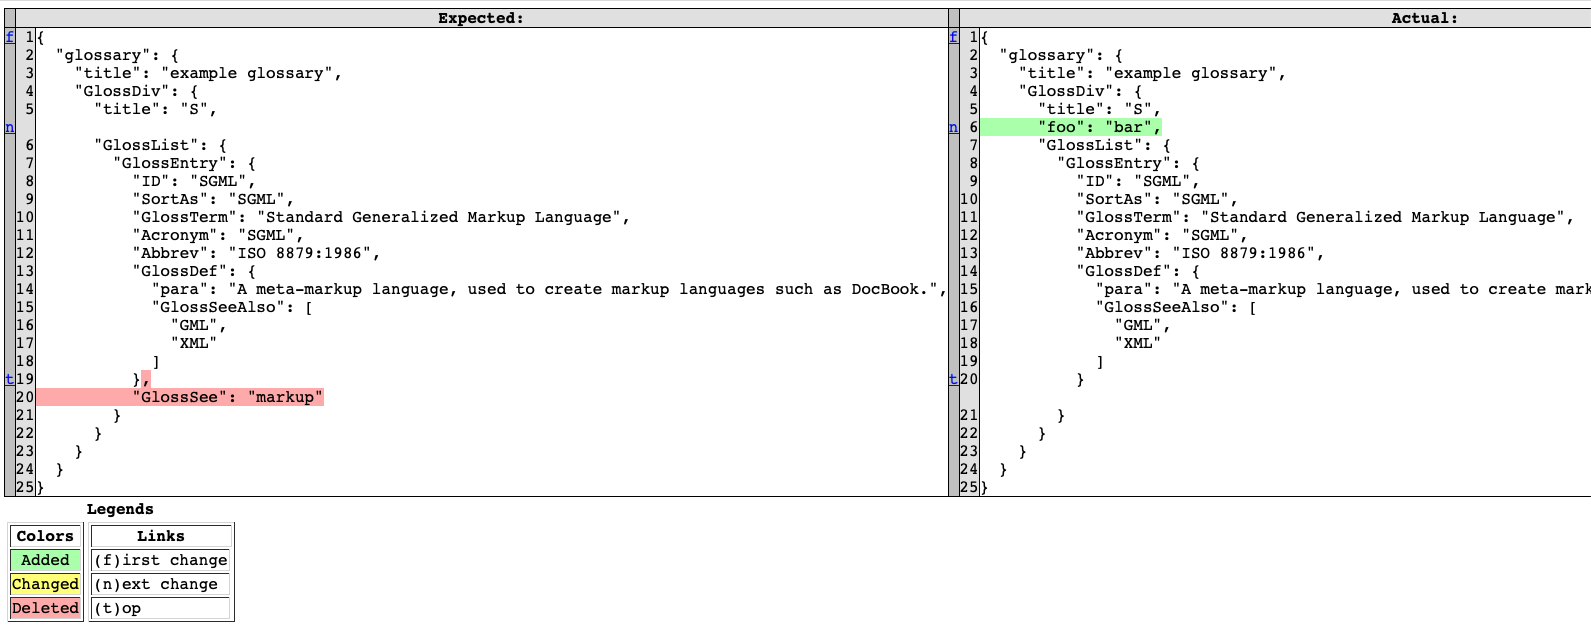 Expected:
f 1{
2 "glossary": {
3 "title": "example glossary",
4 "GlossDiv": {
5 "title": "S",
n
6 "GlossList": {
7 "GlossEntry": {
8 "ID": "SGML",
9 "SortAs": "SGML",
10 "GlossTerm": "Standard Generalized Markup Language",
11 "Acronym": "SGML",
12 "Abbrev": "ISO 8879:1986",
13 "GlossDef": {
14 "para": "A meta-markup language, used to create markup languages such as DocBook.",
15 "GlossSeeAlso": [
16 "GML",
17 "XML"
18 ]
t 19 },
20 "GlossSee": "markup"
21 }
22 }
23 }
24 }
25}
Actual:
f 1{
2 "glossary": {
3 "title": "example glossary",
4 "GlossDiv": {
5 "title": "S",
n 6 "foo": "bar",
7 "GlossList": {
8 "GlossEntry": {
9 "ID": "SGML",
10 "SortAs": "SGML",
11 "GlossTerm": "Standard Generalized Markup Language",
12 "Acronym": "SGML",
13 "Abbrev": "ISO 8879:1986",
14 "GlossDef": {
15 "para": "A meta-markup language, used to create mark
16 "GlossSeeAlso": [
17 "GML",
18 "XML"
19 ]
t 20 }
21 }
22 }
23 }
24 }
25}
Legends
Colors
Added
Changed
Deleted
Links
(f)irst change
(n)ext change
(t)op